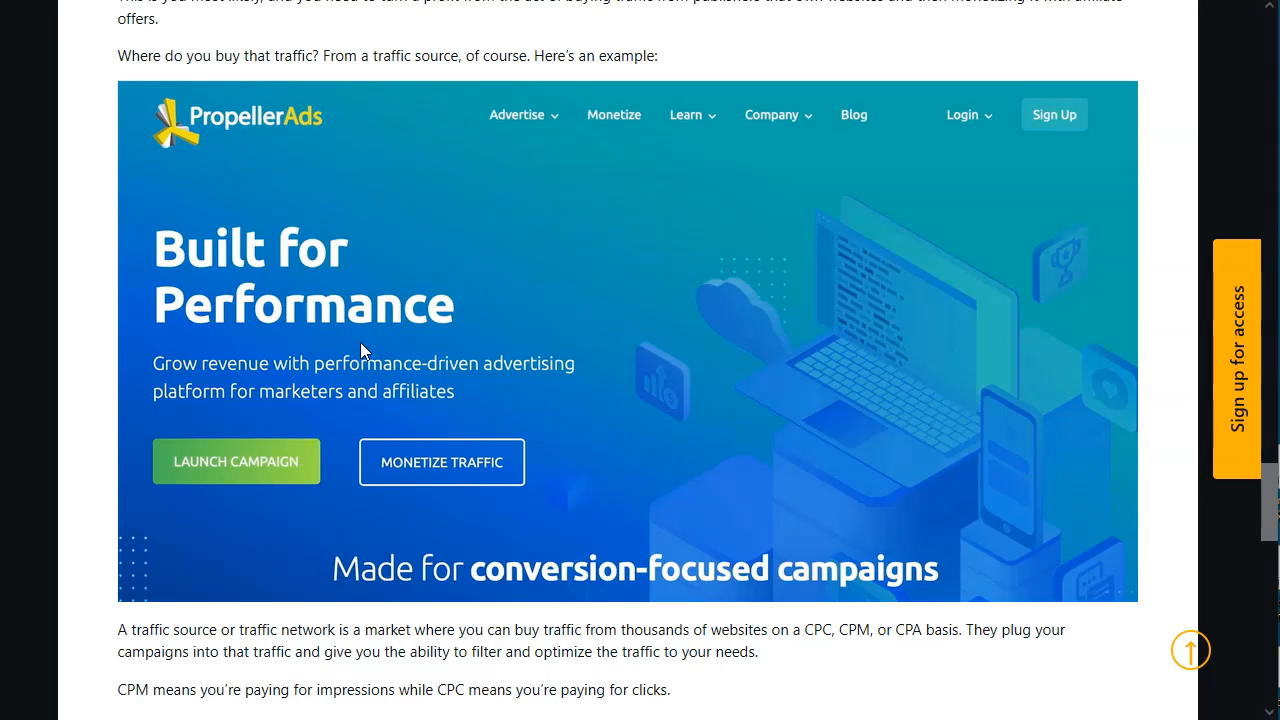 offers.
Where do you buy that traffic? From a traffic source, of course. Here's an example:
PropellerAds
Advertise
Monetize
Learn
Company
Blog
Login
Sign Up
Built for
Performance
Grow revenue with performance-driven advertising
platform for marketers and affiliates
LAUNCH CAMPAIGN
MONETIZE TRAFFIC
Made for conversion-focused campaigns
Sign up for access
A traffic source or traffic network is a market where you can buy traffic from thousands of websites on a CPC, CPM, or CPA basis. They plug your
campaigns into that traffic and give you the ability to filter and optimize the traffic to your needs.
CPM means you're paying for impressions while CPC means you're paying for clicks.